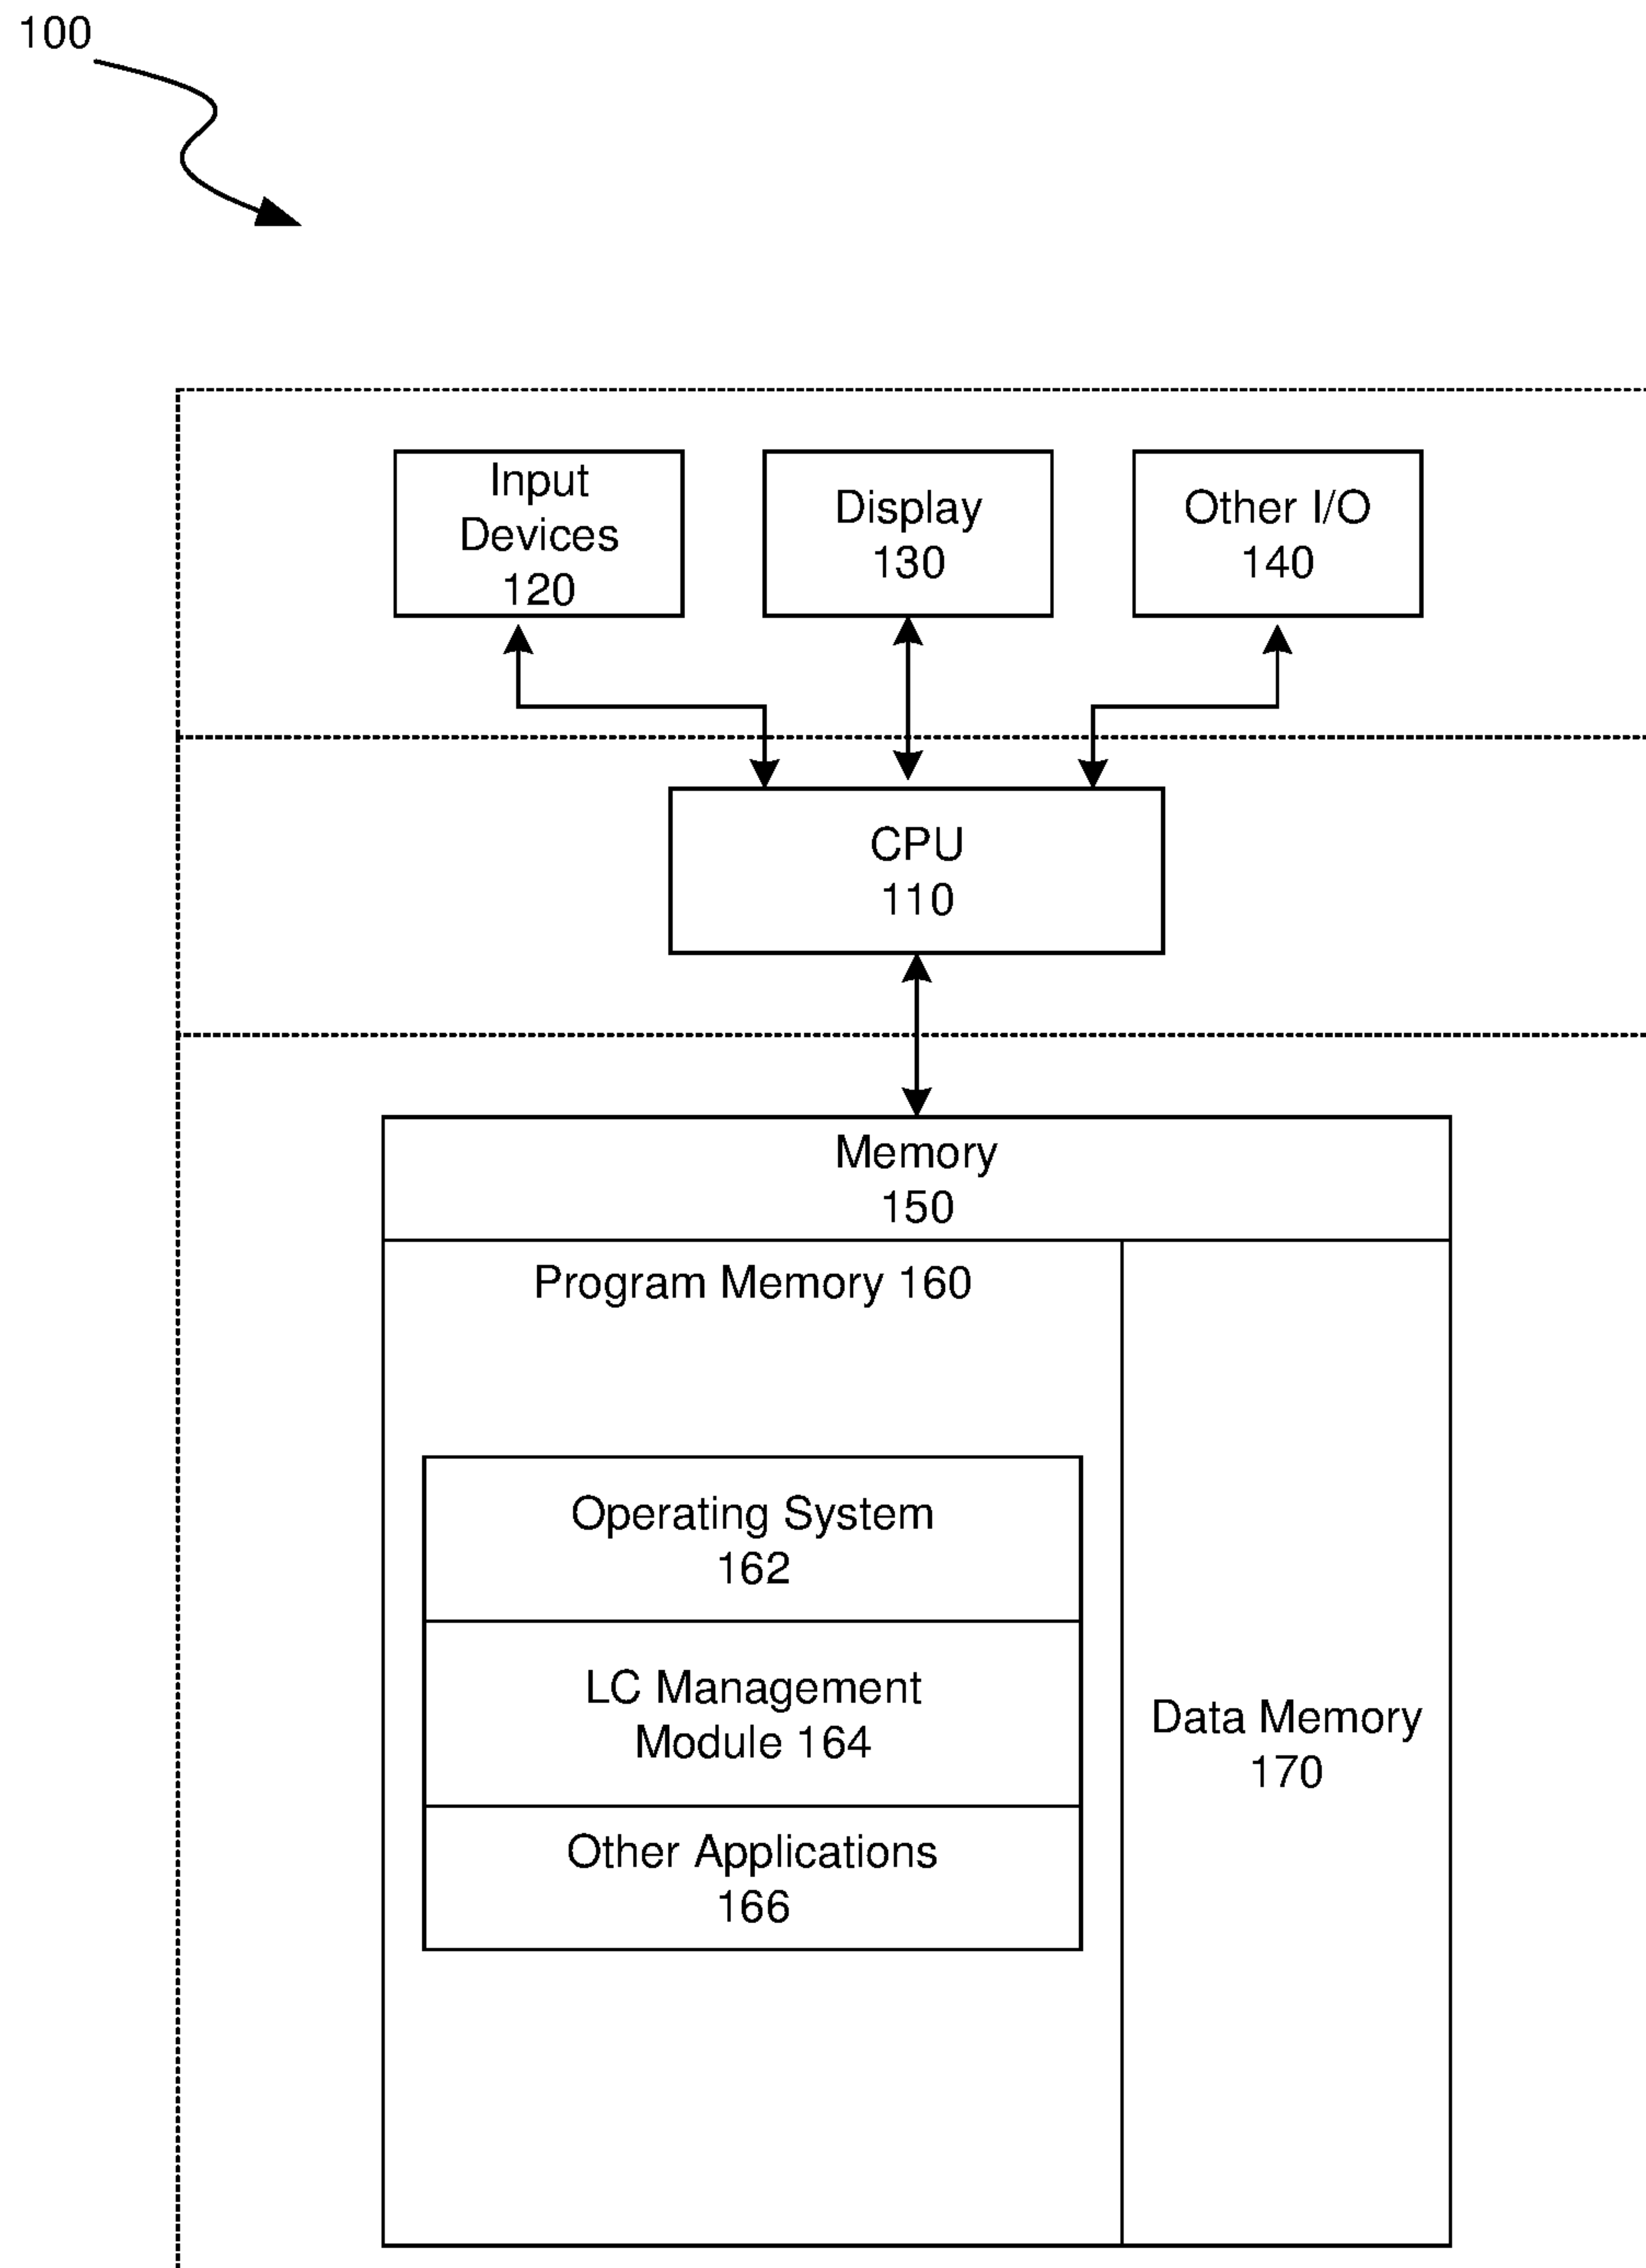 100
Input
Devices
120
Display
130
Other I/O
140
CPU
110
Memory
150
Program Memory 160
Operating System
162
LC Management
Module 164
Other Applications
166
Data Memory
170